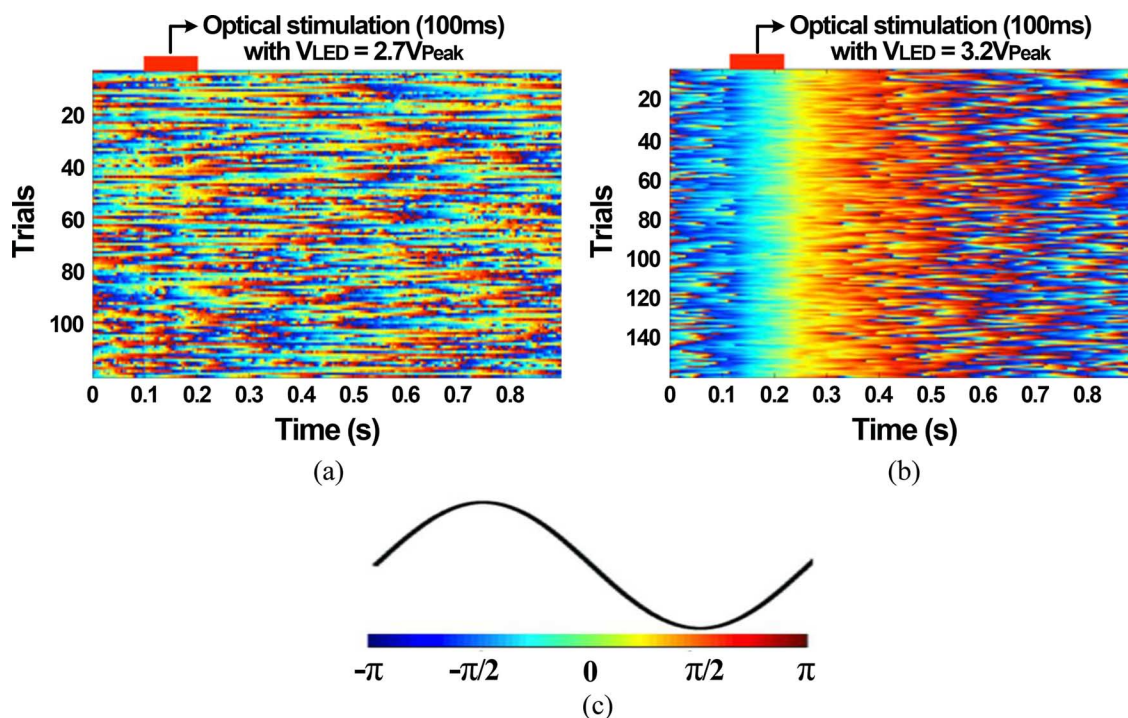 Optical stimulation (100ms)
with VLED = 2.7VPeak
Trials
20
40
60
80
100
0 0.1 0.2 0.3 0.4 0.5 0.6 0.7 0.8
Time (s)
(a)
Optical stimulation (100ms)
with VLED = 3.2VPeak
Trials
20
40
60
80
100
120
140
0 0.1 0.2 0.3 0.4 0.5 0.6 0.7 0.8
Time (s)
(b)
-π -π/2 0 π/2 π
(c)